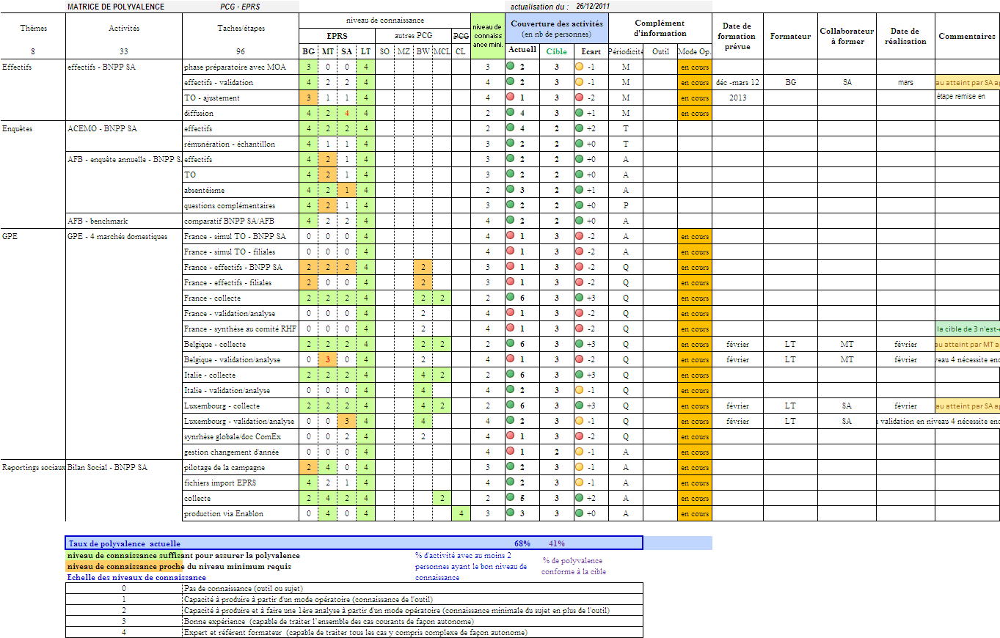 MATRICE DE POLYVALENCE PCG - EPRS actualisation du : 26/12/2011
Thèmes Activités Taches/étapes niveau de connaissance niveau de connaiss ance mini. Couverture des activités (en nb de personnes) Complément d'information Date de formation prévue Formateur Collaborateur à former Date de réalisation Commentaires
EPRS autres PCG PCG
8 33 96 BG MT SA LT SO MZ BW MCL CL Actuell Cible Ecart Périodicité Outil Mode Op.
Effectifs effectifs - BNPP SA phase préparatoire avec MOA 3 0 0 4 3 2 3 -1 M en cours
effectifs - validation 4 2 2 4 4 2 3 -1 M en cours déc -mars 12 BG SA mars au atteint par SA a
TO - ajustement 3 1 1 4 4 1 3 -2 M en cours 2013 étape remise en
diffusion 4 2 4 4 2 4 3 +1 M en cours
Enquêtes ACEMO - BNPP SA effectifs 4 2 2 4 2 4 2 +2 T
rémunération - échantillon 4 1 1 4 3 2 2 +0 T
AFB - enquête annuelle - BNPP S effectifs 4 2 1 4 3 2 2 +0 A
TO 4 2 1 4 3 2 2 +0 A
absentéisme 4 2 1 4 2 3 2 +1 A
questions complémentaires 4 2 1 4 3 2 2 +0 P
AFB - benchmark comparatif BNPP SA/AFB 4 2 2 4 4 2 2 +0 A
GPE GPE - 4 marchés domestiques France - simul TO - BNPP SA 0 0 0 4 4 1 3 -2 A en cours
France - simul TO - filiales 0 0 0 4 4 1 3 -2 A en cours
France - effectifs - BNPP SA 2 2 2 4 2 3 1 3 -2 Q en cours
France - effectifs - filiales 2 0 0 4 2 3 1 3 -2 Q en cours
France - collecte 2 2 2 4 2 2 2 6 3 +3 Q en cours
France - validation/analyse 0 0 0 4 2 4 1 3 -2 Q en cours
France - synthèse au comité RHF 0 0 0 4 2 4 1 3 -2 Q en cours la cible de 3 n'est-
Belgique - collecte 2 2 2 4 2 2 2 6 3 +3 Q en cours février LT MT février au atteint par MT a
Belgique - validation/analyse 0 3 0 4 2 4 1 3 -2 Q en cours février LT MT février veau 4 nécessite enc
Italie - collecte 2 2 2 4 4 2 2 6 3 +3 Q en cours
Italie - validation/analyse 0 0 0 4 4 4 2 3 -1 Q en cours
Luxembourg - collecte 2 2 2 4 4 2 2 6 3 +3 Q en cours février LT SA février au atteint par SA a
Luxembourg - validation/analyse 0 0 3 4 4 4 2 3 -1 Q en cours février LT SA validation en niveau 4 nécessite enc
synrhèse globale/doc ComEx 0 0 2 4 2 4 1 3 -2 Q en cours
gestion changement d'année 0 0 0 4 4 1 2 -1 A en cours
Reportings sociaux Bilan Social - BNPP SA pilotage de la campagne 2 4 0 4 3 2 3 -1 A en cours
fichiers import EPRS 4 2 1 4 4 2 3 -1 A en cours
collecte 2 4 2 4 2 2 5 3 +2 A en cours
production via Enablon 0 4 0 4 4 3 3 3 +0 A en cours
Taux de polyvalence actuelle 68% 41%
niveau de connaissance suffisant pour assurer la polyvalence
niveau de connaissance proche du niveau minimum requis
% d'activité avec au moins 2
personnes ayant le bon niveau de
connaissance
% de polyvalence
conforme à la cible
Echelle des niveaux de connaissance
0 Pas de connaissance (outil ou sujet)
1 Capacité à produire à partir d'un mode opératoire (connaissance de l'outil)
2 Capacité à produire et à faire une 1ère analyse à partir d'un mode opératoire (connaissance minimale du sujet en plus de l'outil)
3 Bonne expérience (capable de traiter l'ensemble des cas courants de façon autonome)
4 Expert et référent formateur (capable de traiter tous les cas y compris complexe de façon autonome)